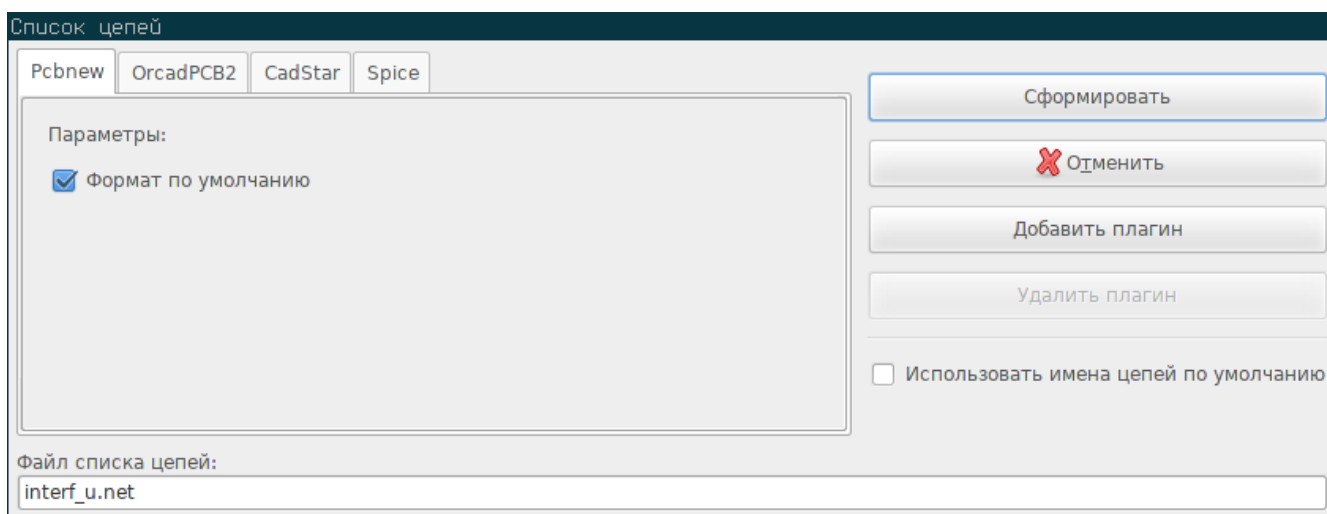 Список цепей
Pcbnew OrcadPCB2 CadStar Spice
Сформировать
Параметры:
Отменить
Формат по умолчанию
Добавить плагин
Удалить плагин
Использовать имена цепей по умолчанию
Файл списка цепей:
interf_u.net